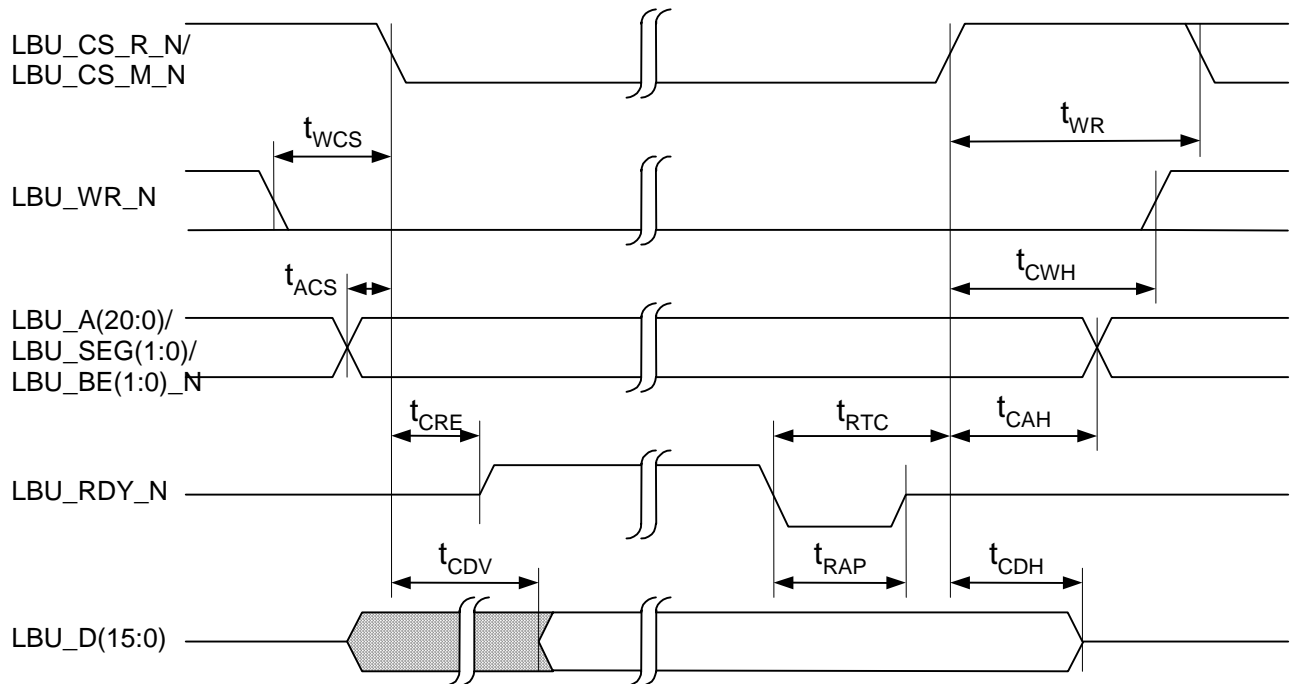 LBU_CS_R_N/
LBU_CS_M_N
tWCS
tWR
LBU_WR_N
tACS
tCWH
LBU_A(20:0)/
LBU_SEG(1:0)/
LBU_BE(1:0)_N
tCRE
tRTC
tCAH
LBU_RDY_N
tCDV
tRAP
tCDH
LBU_D(15:0)